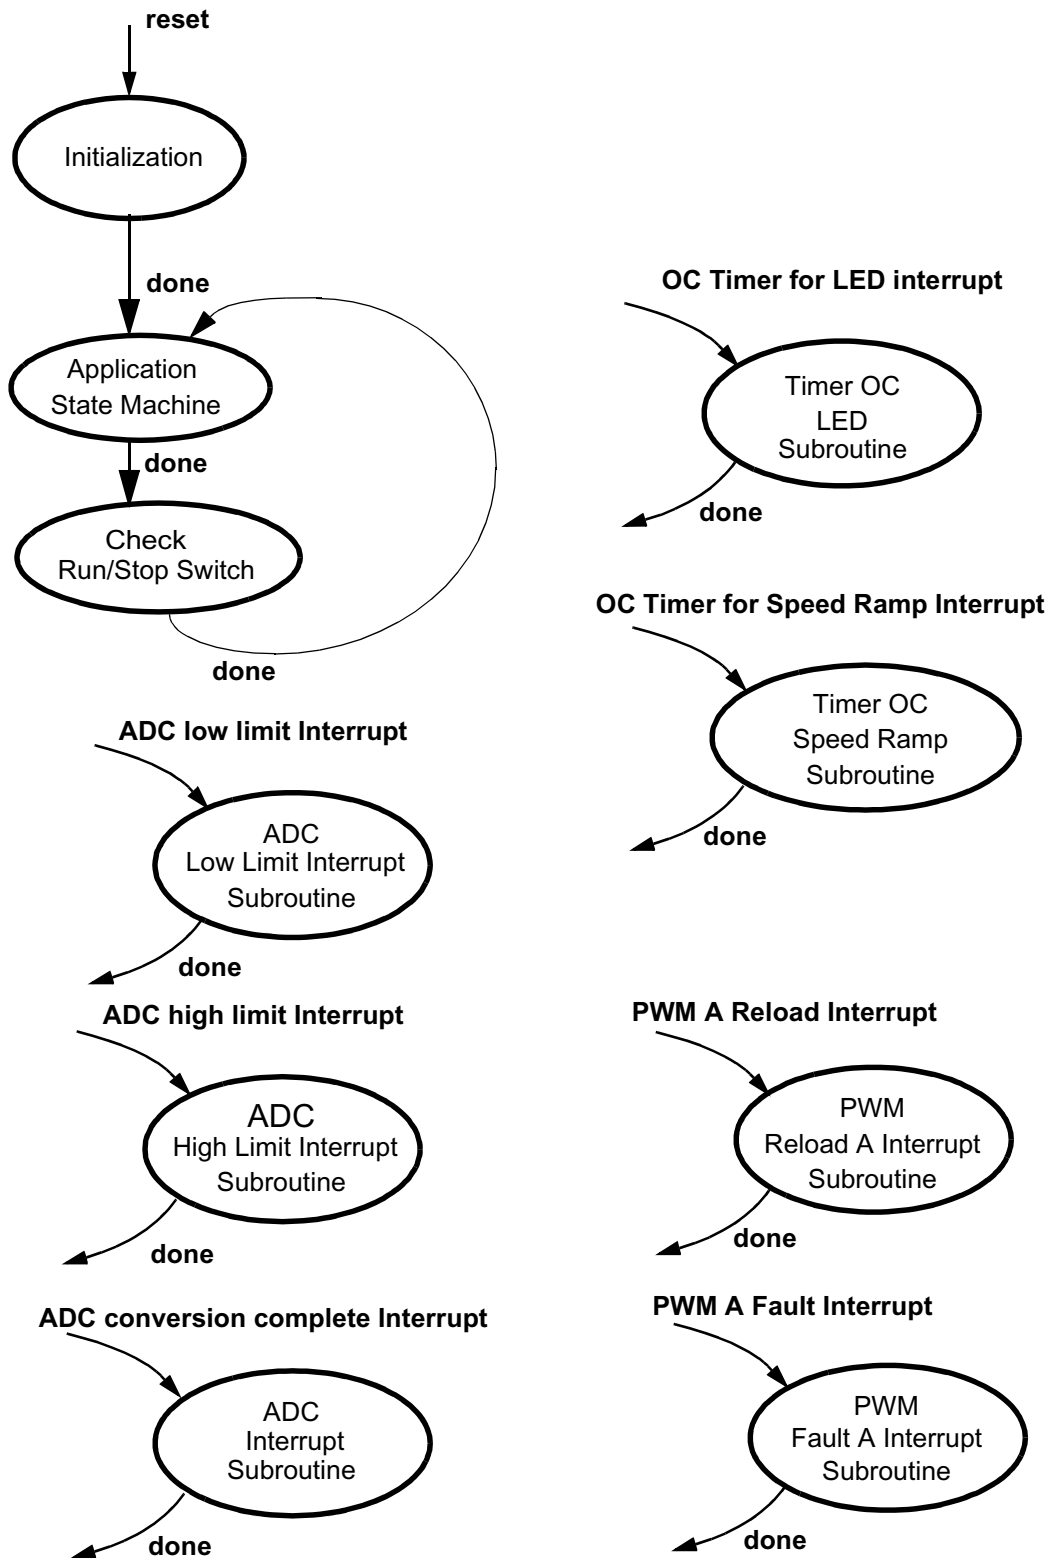 reset
Initialization
done
Application
State Machine
done
Check
Run/Stop Switch
done
OC Timer for LED interrupt
Timer OC
LED
Subroutine
done
OC Timer for Speed Ramp Interrupt
Timer OC
Speed Ramp
Subroutine
done
ADC low limit Interrupt
ADC
Low Limit Interrupt
Subroutine
done
ADC high limit Interrupt
ADC
High Limit Interrupt
Subroutine
done
PWM A Reload Interrupt
PWM
Reload A Interrupt
Subroutine
done
ADC conversion complete Interrupt
ADC
Interrupt
Subroutine
done
PWM A Fault Interrupt
PWM
Fault A Interrupt
Subroutine
done